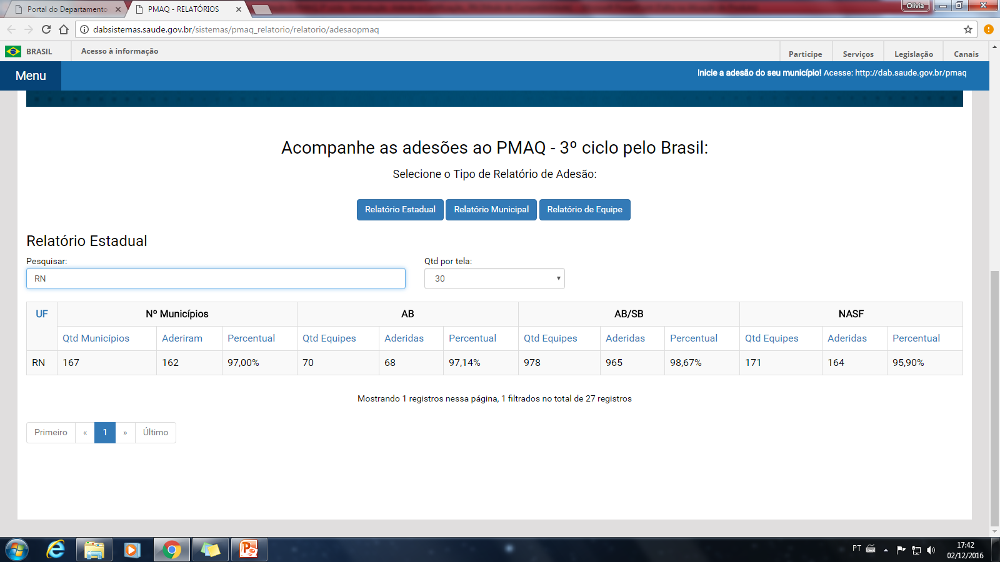 Portal do Departamento
PMAQ - RELATÓRIOS
Olívia
dabsistemas.saude.gov.br/sistemas/pmaq_relatorio/relatorio/adesaopmaq
BRASIL
Acesso à informação
Participe
Serviços
Legislação
Canais
Menu
Inicie a adesão do seu município! Acesse: http://dab.saude.gov.br/pmaq
Acompanhe as adesões ao PMAQ - 3º ciclo pelo Brasil:
Selecione o Tipo de Relatório de Adesão:
Relatório Estadual Relatório Municipal Relatório de Equipe
Relatório Estadual
Pesquisar: Qtd por tela:
RN 30
UF Nº Municípios AB AB/SB NASF
Qtd Municípios Aderiram Percentual Qtd Equipes Aderidas Percentual Qtd Equipes Aderidas Percentual Qtd Equipes Aderidas Percentual
RN 167 162 97,00% 70 68 97,14% 978 965 98,67% 171 164 95,90%
Mostrando 1 registros nessa página, 1 filtrados no total de 27 registros
Primeiro « 1 » Último
PT
17:42
02/12/2016